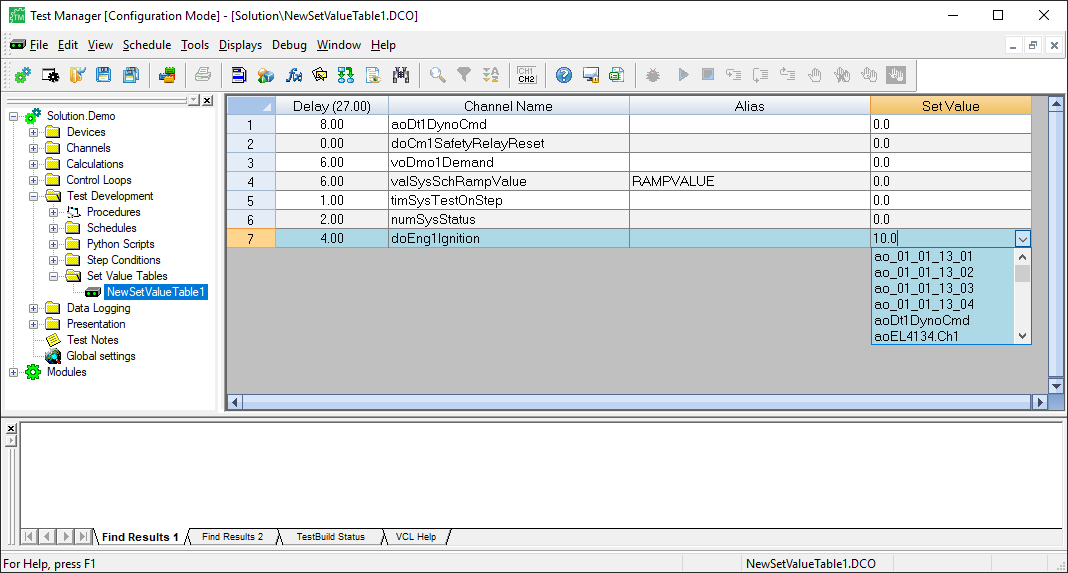 Test Manager [Configuration Mode] - [Solution\NewSetValueTable1.DCO]
File Edit View Schedule Tools Displays Debug Window Help
CH1
CH2
Solution.Demo
Devices
Channels
Calculations
Control Loops
Test Development
Procedures
Schedules
Python Scripts
Step Conditions
Set Value Tables
NewSetValueTable1
Data Logging
Presentation
Test Notes
Global settings
Modules
Delay (27.00) Channel Name Alias Set Value
1 8.00 aoDt1DynoCmd 0.0
2 0.00 doCm1SafetyRelayReset 0.0
3 6.00 voDmo1Demand 0.0
4 6.00 valSysSchRampValue RAMPVALUE 0.0
5 1.00 timSysTestOnStep 0.0
6 2.00 numSysStatus 0.0
7 4.00 doEng1Ignition 10.0
ao_01_01_13_01
ao_01_01_13_02
ao_01_01_13_03
ao_01_01_13_04
aoDt1DynoCmd
aoEL4134.Ch1
Find Results 1 Find Results 2 TestBuild Status VCL Help
For Help, press F1 NewSetValueTable1.DCO